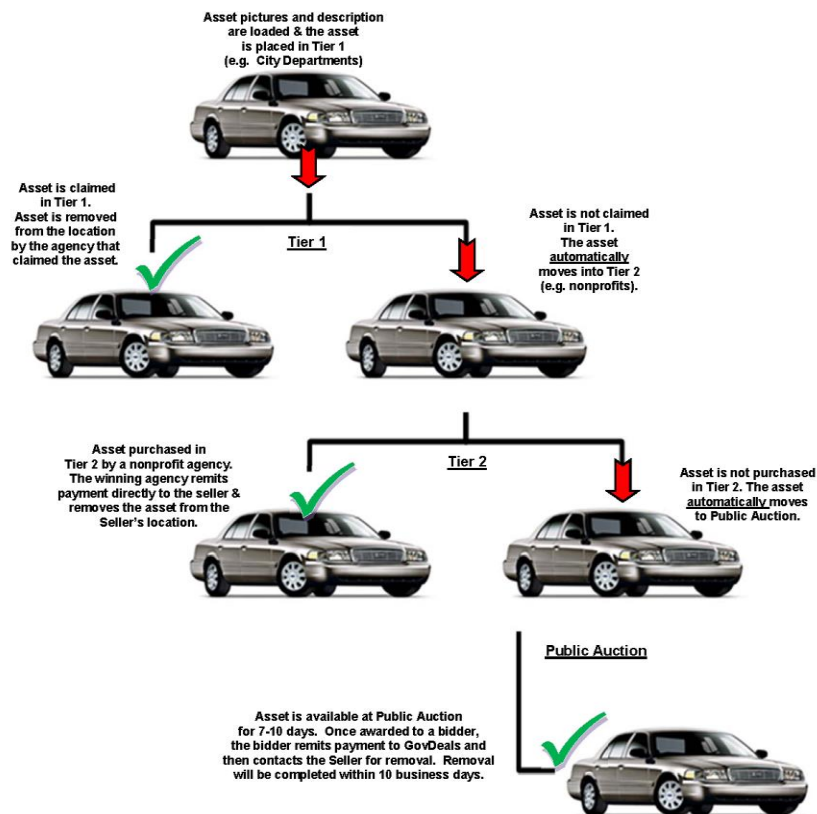 Asset pictures and description
are loaded & the asset
is placed in Tier 1
(e.g.  City Departments)
Asset is claimed
in Tier 1.
Asset is removed
from the location
by the agency that
claimed the asset.
Tier 1
Asset is not claimed
in Tier 1.
The asset
automatically
moves into Tier 2
(e.g. nonprofits).
Asset purchased in
Tier 2 by a nonprofit agency.
The winning agency remits
payment directly to the seller &
removes the asset from the
Seller's location.
Tier 2
Asset is not purchased
in Tier 2. The asset
automatically moves
to Public Auction.
Public Auction
Asset is available at Public Auction
for 7-10 days.  Once awarded to a bidder,
the bidder remits payment to GovDeals and
then contacts the Seller for removal.  Removal
will be completed within 10 business days.